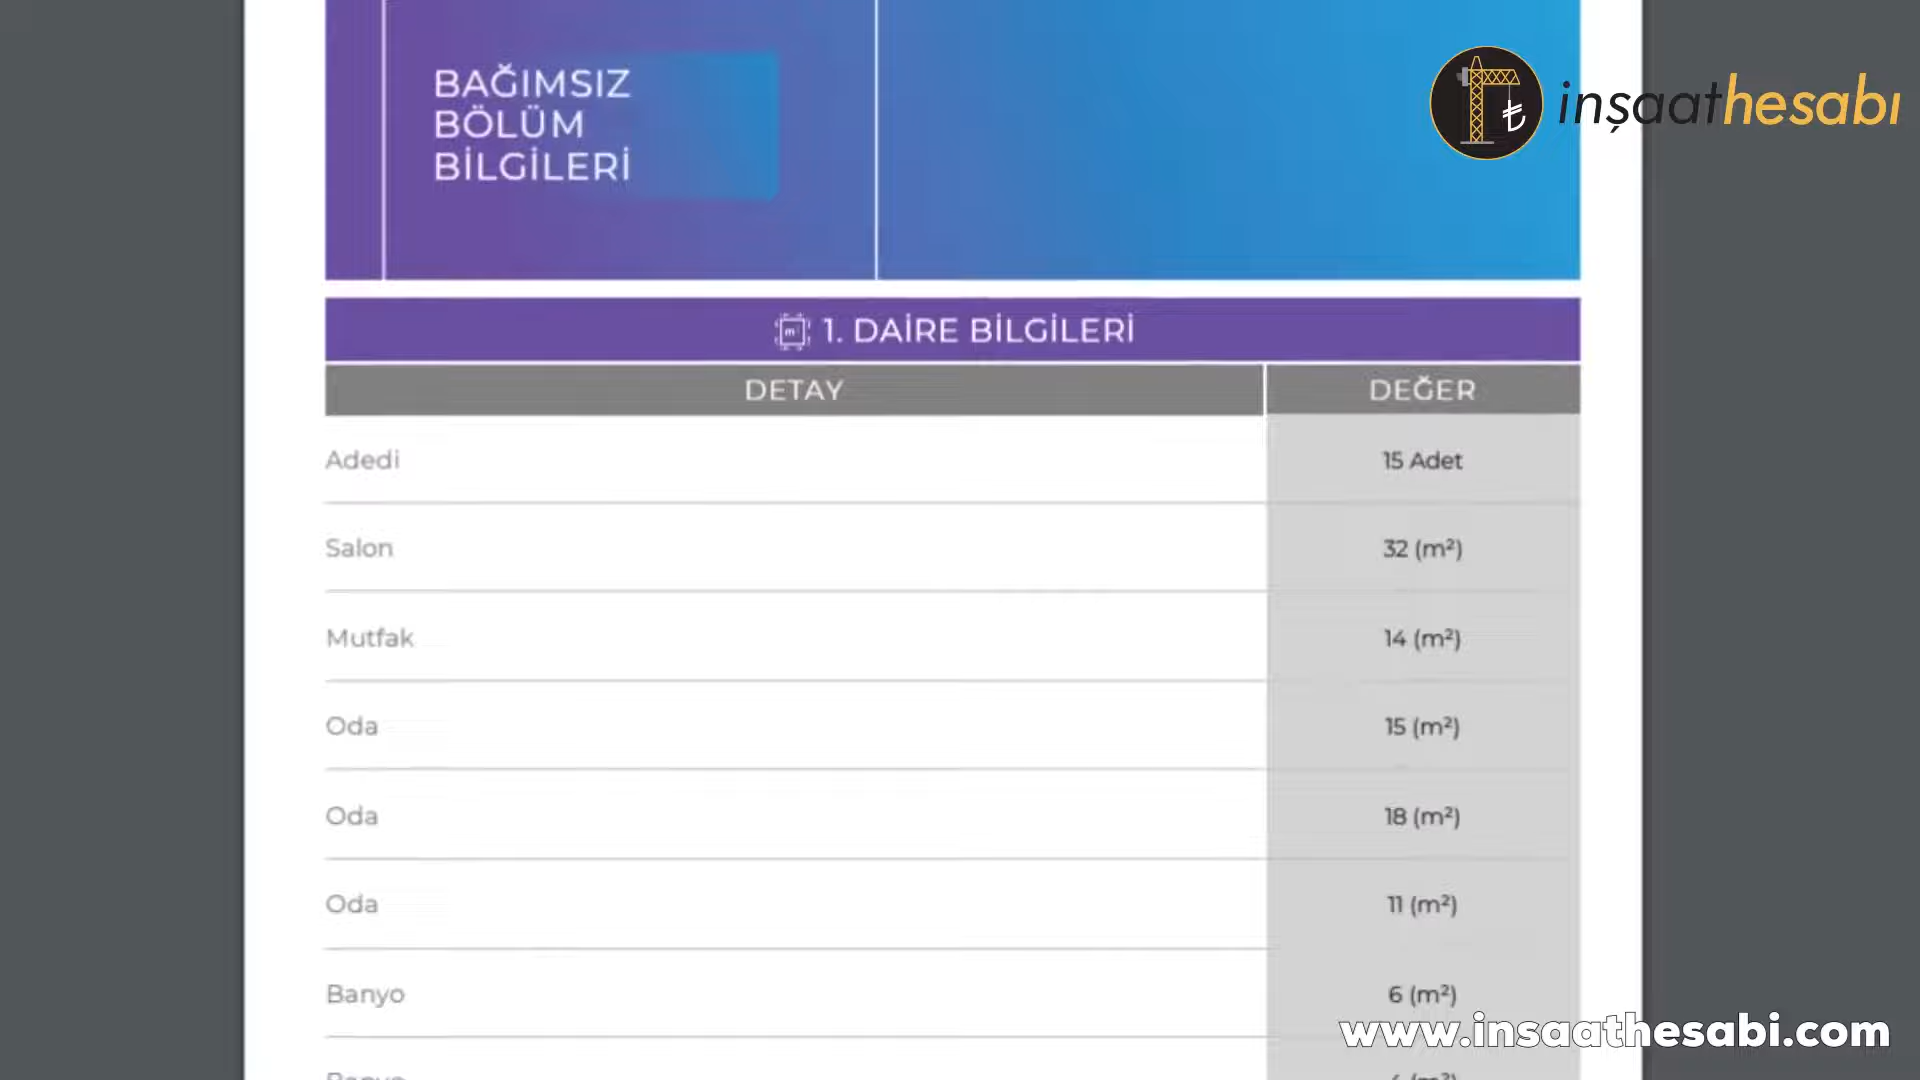 BAĞIMSIZ
BÖLÜM
BİLGİLERİ
inşaathesabı
1. DAİRE BİLGİLERİ
DETAY DEĞER
Adedi 15 Adet
Salon 32 (m²)
Mutfak 14 (m²)
Oda 15 (m²)
Oda 18 (m²)
Oda 11 (m²)
Banyo 6 (m²)
www.insaathesabi.com